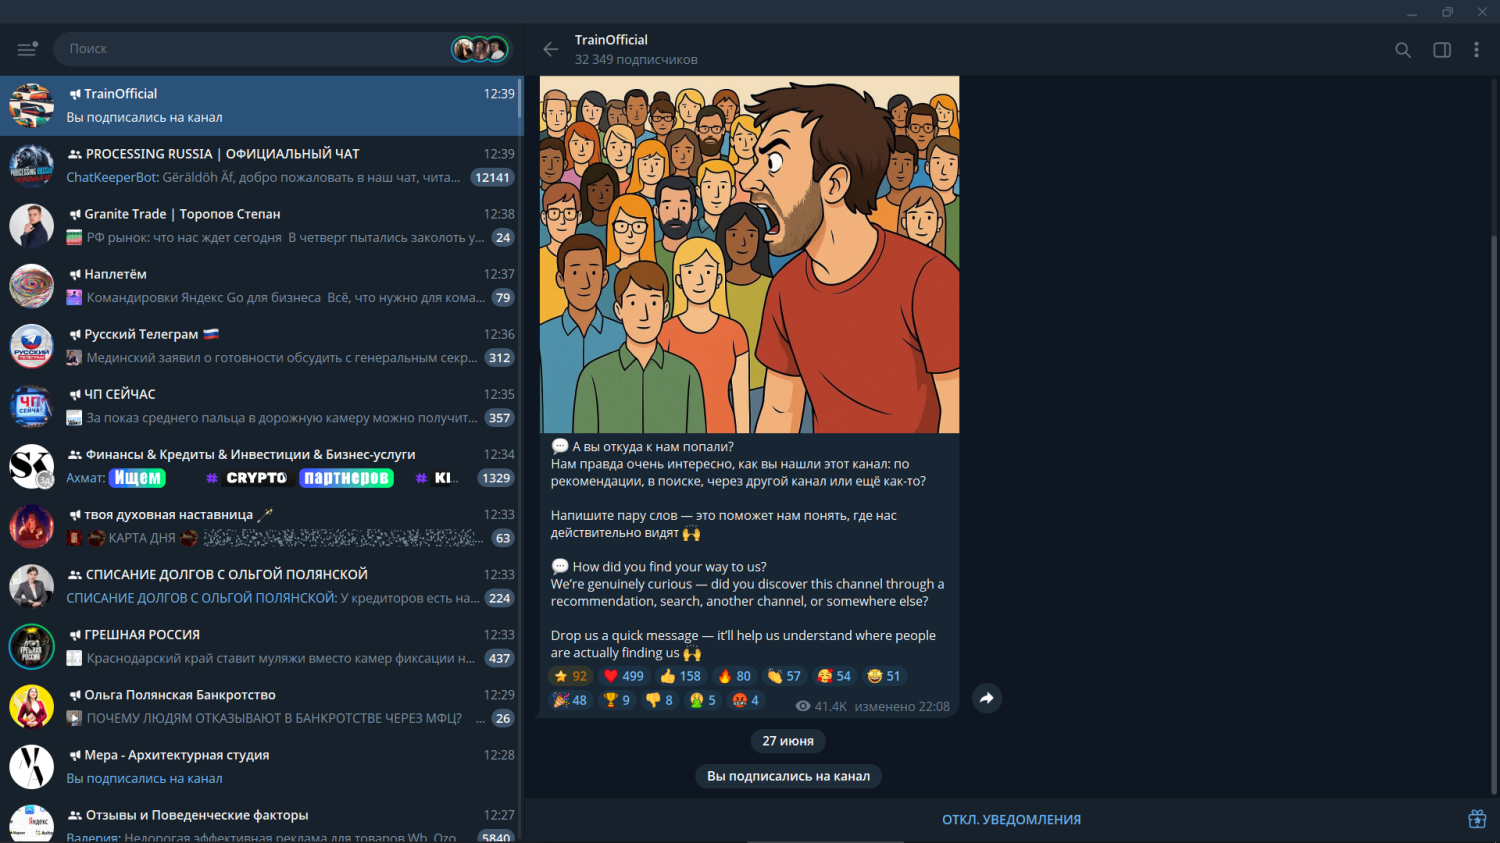 Поиск
TrainOfficial
12:39
Вы подписались на канал
PROCESSING RUSSIA | ОФИЦИАЛЬНЫЙ ЧАТ
12:39
ChatKeeperBot: Gëräldöh Äf, добро пожаловать в наш чат, чита...
12141
Granite Trade | Торопов Степан
12:38
РФ рынок: что нас ждет сегодня В четверг пытались заколоть у...
24
Наплетём
12:37
Командировки Яндекс Go для бизнеса Всё, что нужно для кома...
79
Русский Телеграм
12:36
Мединский заявил о готовности обсудить с генеральным секр...
312
ЧП СЕЙЧАС
12:35
За показ среднего пальца в дорожную камеру можно получит...
357
Финансы & Кредиты & Инвестиции & Бизнес-услуги
12:34
Ахмат: Ищем # CRYPTO партнеров # KI...
1329
твоя духовная наставница
12:33
КАРТА ДНЯ
63
СПИСАНИЕ ДОЛГОВ С ОЛЬГОЙ ПОЛЯНСКОЙ
12:33
СПИСАНИЕ ДОЛГОВ С ОЛЬГОЙ ПОЛЯНСКОЙ: У кредиторов есть на...
224
ГРЕШНАЯ РОССИЯ
12:33
Краснодарский край ставит муляжи вместо камер фиксации н...
437
Ольга Полянская Банкротство
12:29
ПОЧЕМУ ЛЮДЯМ ОТКАЗЫВАЮТ В БАНКРОТСТВЕ ЧЕРЕЗ МФЦ? ...
26
Мера - Архитектурная студия
12:28
Вы подписались на канал
Отзывы и Поведенческие факторы
12:27
Валерия: Недорогая эффективная реклама для товаров Wb, Ozo...
5840
TrainOfficial
32 349 подписчиков
А вы откуда к нам попали?
Нам правда очень интересно, как вы нашли этот канал: по
рекомендации, в поиске, через другой канал или ещё как-то?
Напишите пару слов — это поможет нам понять, где нас
действительно видят
How did you find your way to us?
We're genuinely curious — did you discover this channel through a
recommendation, search, another channel, or somewhere else?
Drop us a quick message — it'll help us understand where people
are actually finding us
92 499 158 80 57 54 51
48 9 8 5 4
41.4K изменено 22:08
27 июня
Вы подписались на канал
ОТКЛ. УВЕДОМЛЕНИЯ